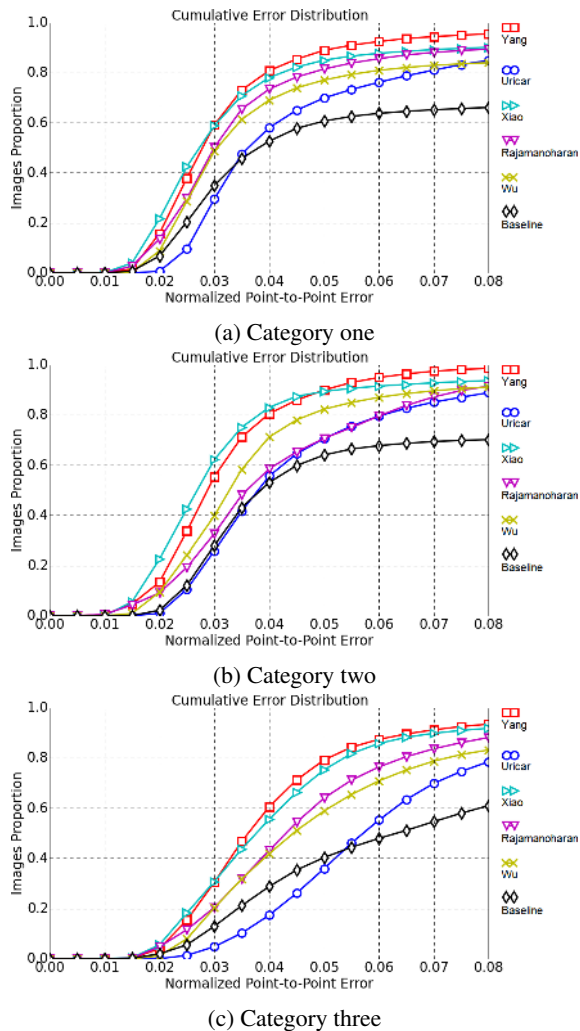 Cumulative Error Distribution
1.0
0.8
0.6
0.4
0.2
0.0
Images Proportion
0.00 0.01 0.02 0.03 0.04 0.05 0.06 0.07 0.08
Normalized Point-to-Point Error
Yang
Uricar
Xiao
Rajamanoharan
Wu
Baseline
(a) Category one
Cumulative Error Distribution
1.0
0.8
0.6
0.4
0.2
0.0
Images Proportion
0.00 0.01 0.02 0.03 0.04 0.05 0.06 0.07 0.08
Normalized Point-to-Point Error
Yang
Uricar
Xiao
Rajamanoharan
Wu
Baseline
(b) Category two
Cumulative Error Distribution
1.0
0.8
0.6
0.4
0.2
0.0
Images Proportion
0.00 0.01 0.02 0.03 0.04 0.05 0.06 0.07 0.08
Normalized Point-to-Point Error
Yang
Uricar
Xiao
Rajamanoharan
Wu
Baseline
(c) Category three